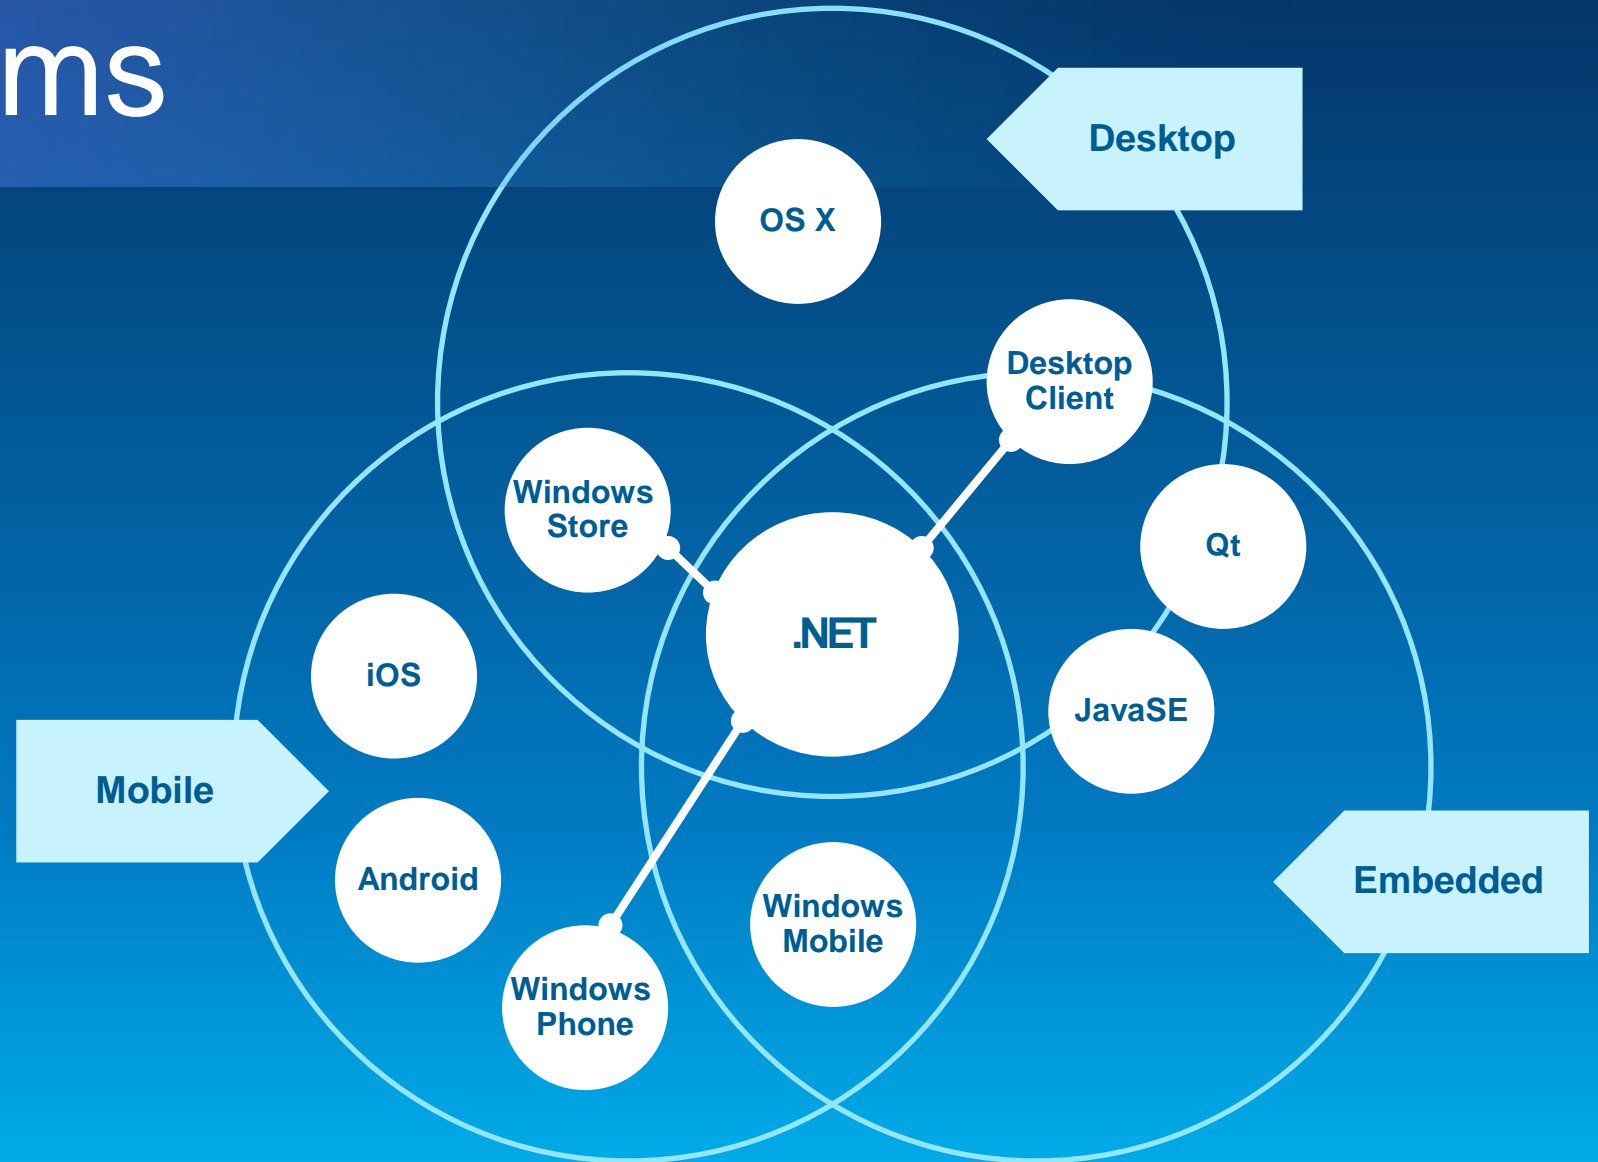 ms
Desktop
OS X
Desktop
Client
Windows
Store
Qt
.NET
iOS
JavaSE
Mobile
Android
Embedded
Windows
Mobile
Windows
Phone